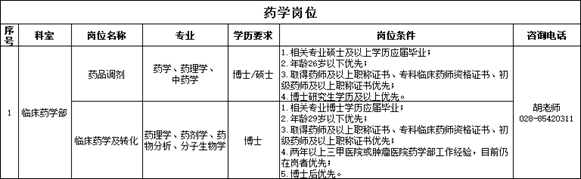 药学岗位
序号 科室 岗位名称 专业 学历要求 岗位条件 咨询电话
1 临床药学部
药品调剂
药学、药理学、
中药学
博士/硕士
1.相关专业硕士及以上学历应届毕业;
2.年龄26岁以下优先;
3.取得药师及以上职称证书、专科临床药师资格证书、初
级药师及以上职称证书优先;
4.博士研究生学历及以上优先。
临床药学及转化
药理学、药剂学、药
物分析、分子生物学
博士
1.相关专业博士学历应届毕业;
2.年龄29岁以下优先;
3.取得药师及以上职称证书、专科临床药师资格证书、初
级药师及以上职称证书优先;
4.两年以上三甲医院或肿瘤医院药学部工作经验,目前仍
在岗者优先;
5.博士后优先。
胡老师
028-85420311